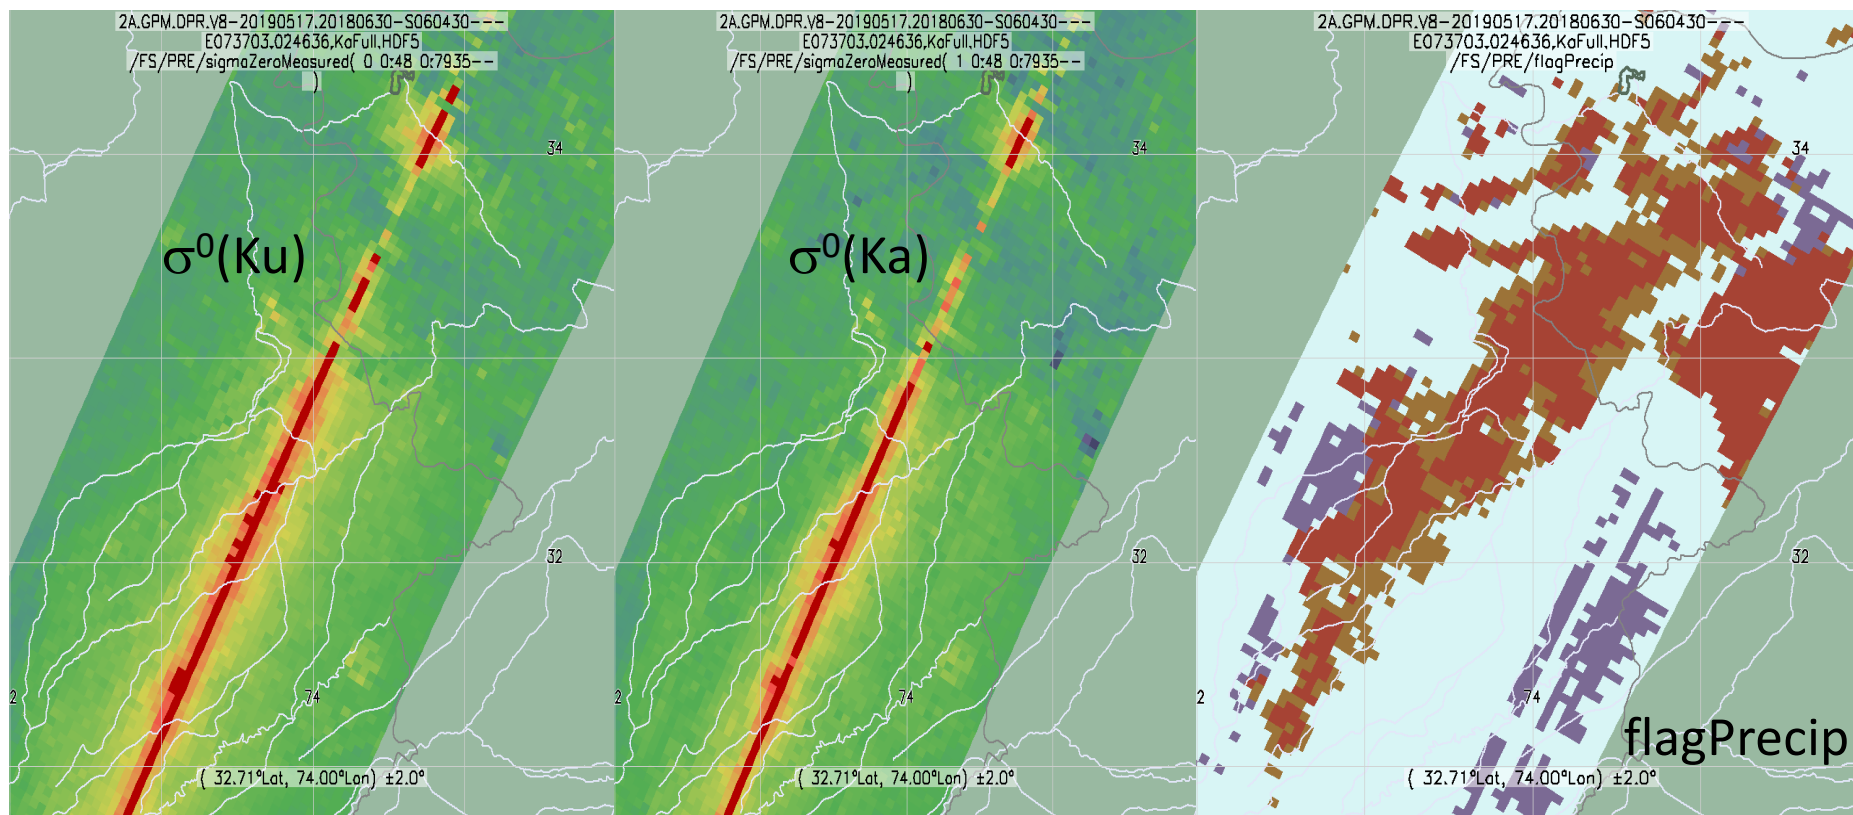 2A.GPM.DPR.V8-20190517.20180630-S060430---
E073703.024636.KaFull.HDF5
/FS/PRE/sigmaZeroMeasured( 0 0:48 0:7935--
)
34
σ⁰(Ku)
32
2
74
( 32.71°Lat, 74.00°Lon) ±2.0°
2A.GPM.DPR.V8-20190517.20180630-S060430---
E073703.024636.KaFull.HDF5
/FS/PRE/sigmaZeroMeasured( 1 0:48 0:7935--
)
34
σ⁰(Ka)
32
2
74
( 32.71°Lat, 74.00°Lon) ±2.0°
2A.GPM.DPR.V8-20190517.20180630-S060430---
E073703.024636.KaFull.HDF5
/FS/PRE/flagPrecip
34
32
2
74
flagPrecip
( 32.71°Lat, 74.00°Lon) ±2.0°